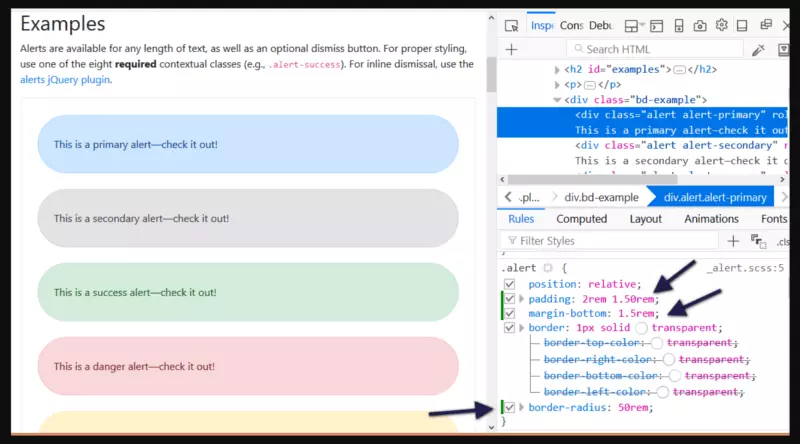 Examples
Alerts are available for any length of text, as well as an optional dismiss button. For proper styling,
use one of the eight required contextual classes (e.g., .alert-success). For inline dismissal, use the
alerts jQuery plugin.
This is a primary alert—check it out!
This is a secondary alert—check it out!
This is a success alert—check it out!
This is a danger alert—check it out!
Inspe Cons Debu
+ Search HTML
<h2 id="examples">…</h2>
<p>…</p>
<div class="bd-example">
<div class="alert alert-primary" rol
This is a primary alert—check it out
<div class="alert alert-secondary" r
This is a secondary alert—check it o
.pl… div.bd-example div.alert.alert-primary
Rules Computed Layout Animations Fonts
Filter Styles + .cls
}
.alert { _alert.scss:5
position: relative;
padding: 2rem 1.50rem;
margin-bottom: 1.5rem;
border: 1px solid transparent;
border-top-color: transparent;
border-right-color: transparent;
border-bottom-color: transparent;
border-left-color: transparent;
border-radius: 50rem;
}